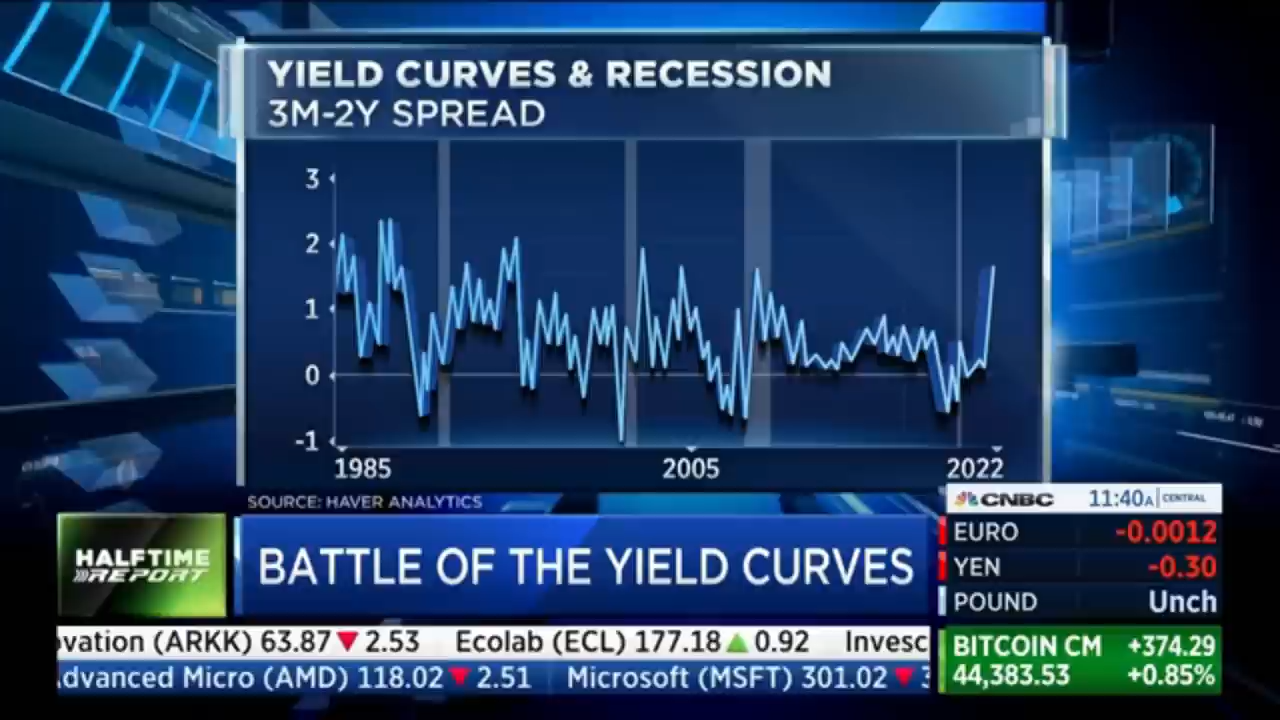 YIELD CURVES & RECESSION
3M-2Y SPREAD
3
2
1
0
-1
1985
2005
2022
SOURCE: HAVER ANALYTICS
HALFTIME
REPORT
BATTLE OF THE YIELD CURVES
CNBC 11:40A CENTRAL
EURO -0.0012
YEN -0.30
POUND Unch
BITCOIN CM +374.29
44,383.53 +0.85%
ovation (ARKK) 63.87 ▼ 2.53 Ecolab (ECL) 177.18 ▲ 0.92 Invesc
Advanced Micro (AMD) 118.02 ▼ 2.51 Microsoft (MSFT) 301.02 ▼